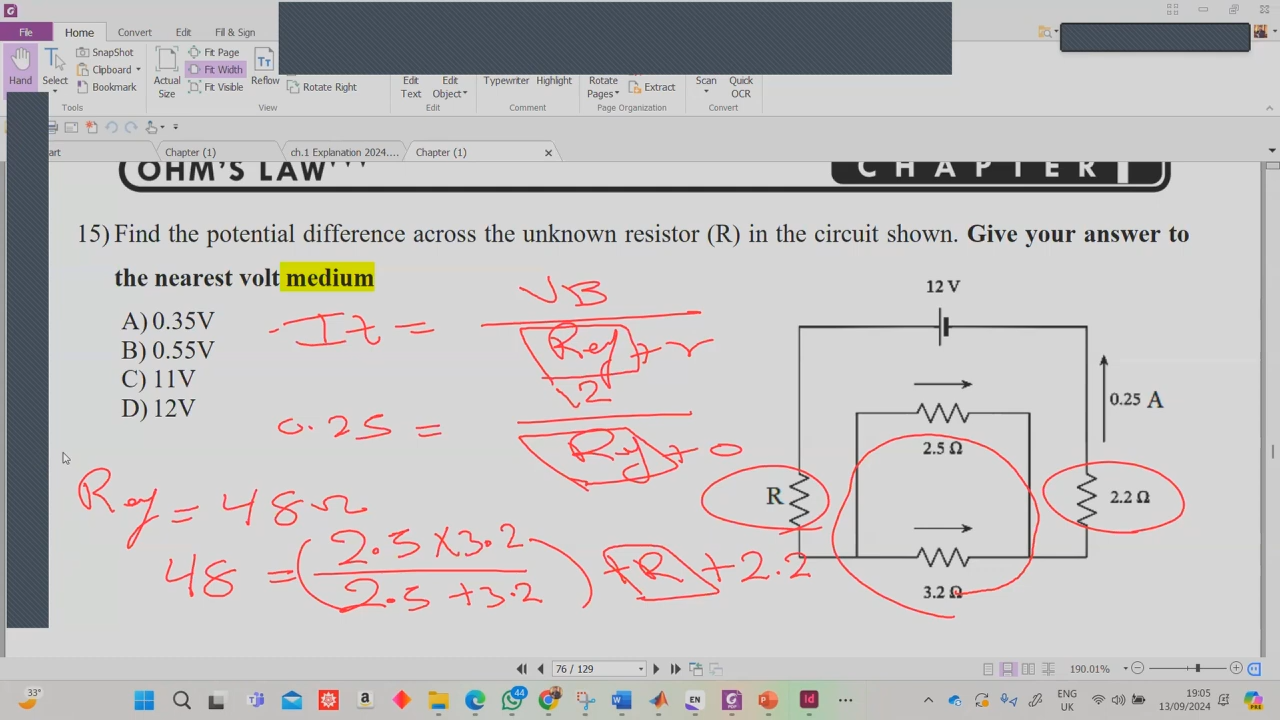 File Home Convert Edit Fill & Sign
Hand Select SnapShot Clipboard Bookmark Actual Size Fit Page Fit Width Fit Visible Reflow Rotate Right Edit Text Edit Object Typewriter Highlight Rotate Pages Extract Scan Quick OCR
Tools View Edit Comment Page Organization Convert
art Chapter (1) ch.1 Explanation 2024.... Chapter (1) ×
OHM'S LAW CHAPTER
15) Find the potential difference across the unknown resistor (R) in the circuit shown. Give your answer to
the nearest volt medium
A) 0.35V
B) 0.55V
C) 11V
D) 12V
It = VB / Req + r
0.25 = 12 / Req + 0
Req = 48 Ω
48 = (2.5 × 3.2 / 2.5 + 3.2) + R + 2.2
12 V
0.25 A
2.5 Ω
R
2.2 Ω
3.2 Ω
76 / 129 190.01%
33° 44 EN ENG UK 19:05 13/09/2024